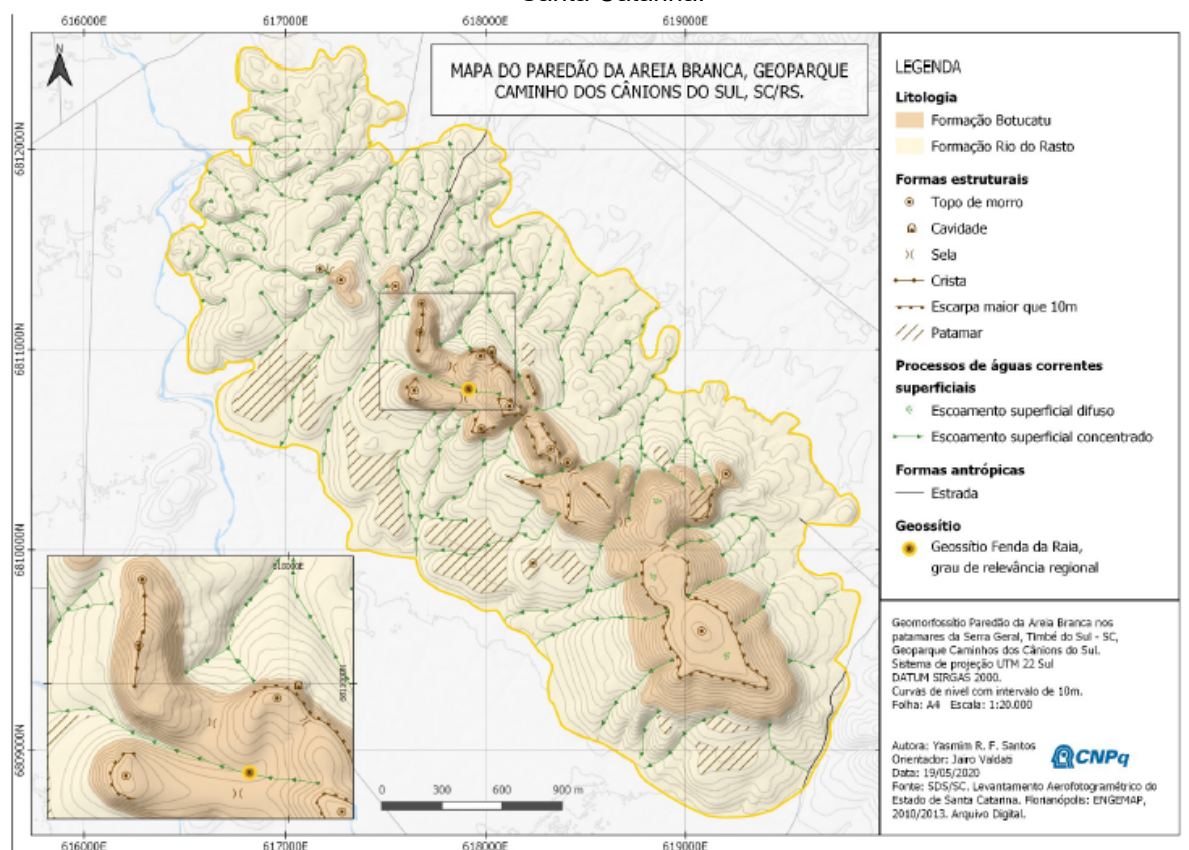 Santa Catarina.
616000E 617000E 618000E 619000E
N
MAPA DO PAREDÃO DA AREIA BRANCA, GEOPARQUE
CAMINHO DOS CÂNIONS DO SUL, SC/RS.
6812000N
6811000N
6810000N
6809000N
618000E
6811000N
0 300 600 900 m
616000E 617000E 618000E 619000E
LEGENDA
Litologia
Formação Botucatu
Formação Rio do Rasto
Formas estruturais
Topo de morro
Cavidade
Sela
Crista
Escarpa maior que 10m
Patamar
Processos de águas correntes
superficiais
Escoamento superficial difuso
Escoamento superficial concentrado
Formas antrópicas
Estrada
Geossítio
Geossítio Fenda da Raia,
grau de relevância regional
Geomorfossítio Paredão da Areia Branca nos
patamares da Serra Geral, Timbé do Sul - SC,
Geoparque Caminhos dos Cânions do Sul.
Sistema de projeção UTM 22 Sul
DATUM SIRGAS 2000.
Curvas de nível com intervalo de 10m.
Folha: A4 Escala: 1:20.000
Autora: Yasmim R. F. Santos
Orientador: Jairo Valdati
Data: 19/05/2020
CNPq
Fonte: SDS/SC. Levantamento Aerofotogramétrico do
Estado de Santa Catarina. Florianópolis: ENGEMAP,
2010/2013. Arquivo Digital.